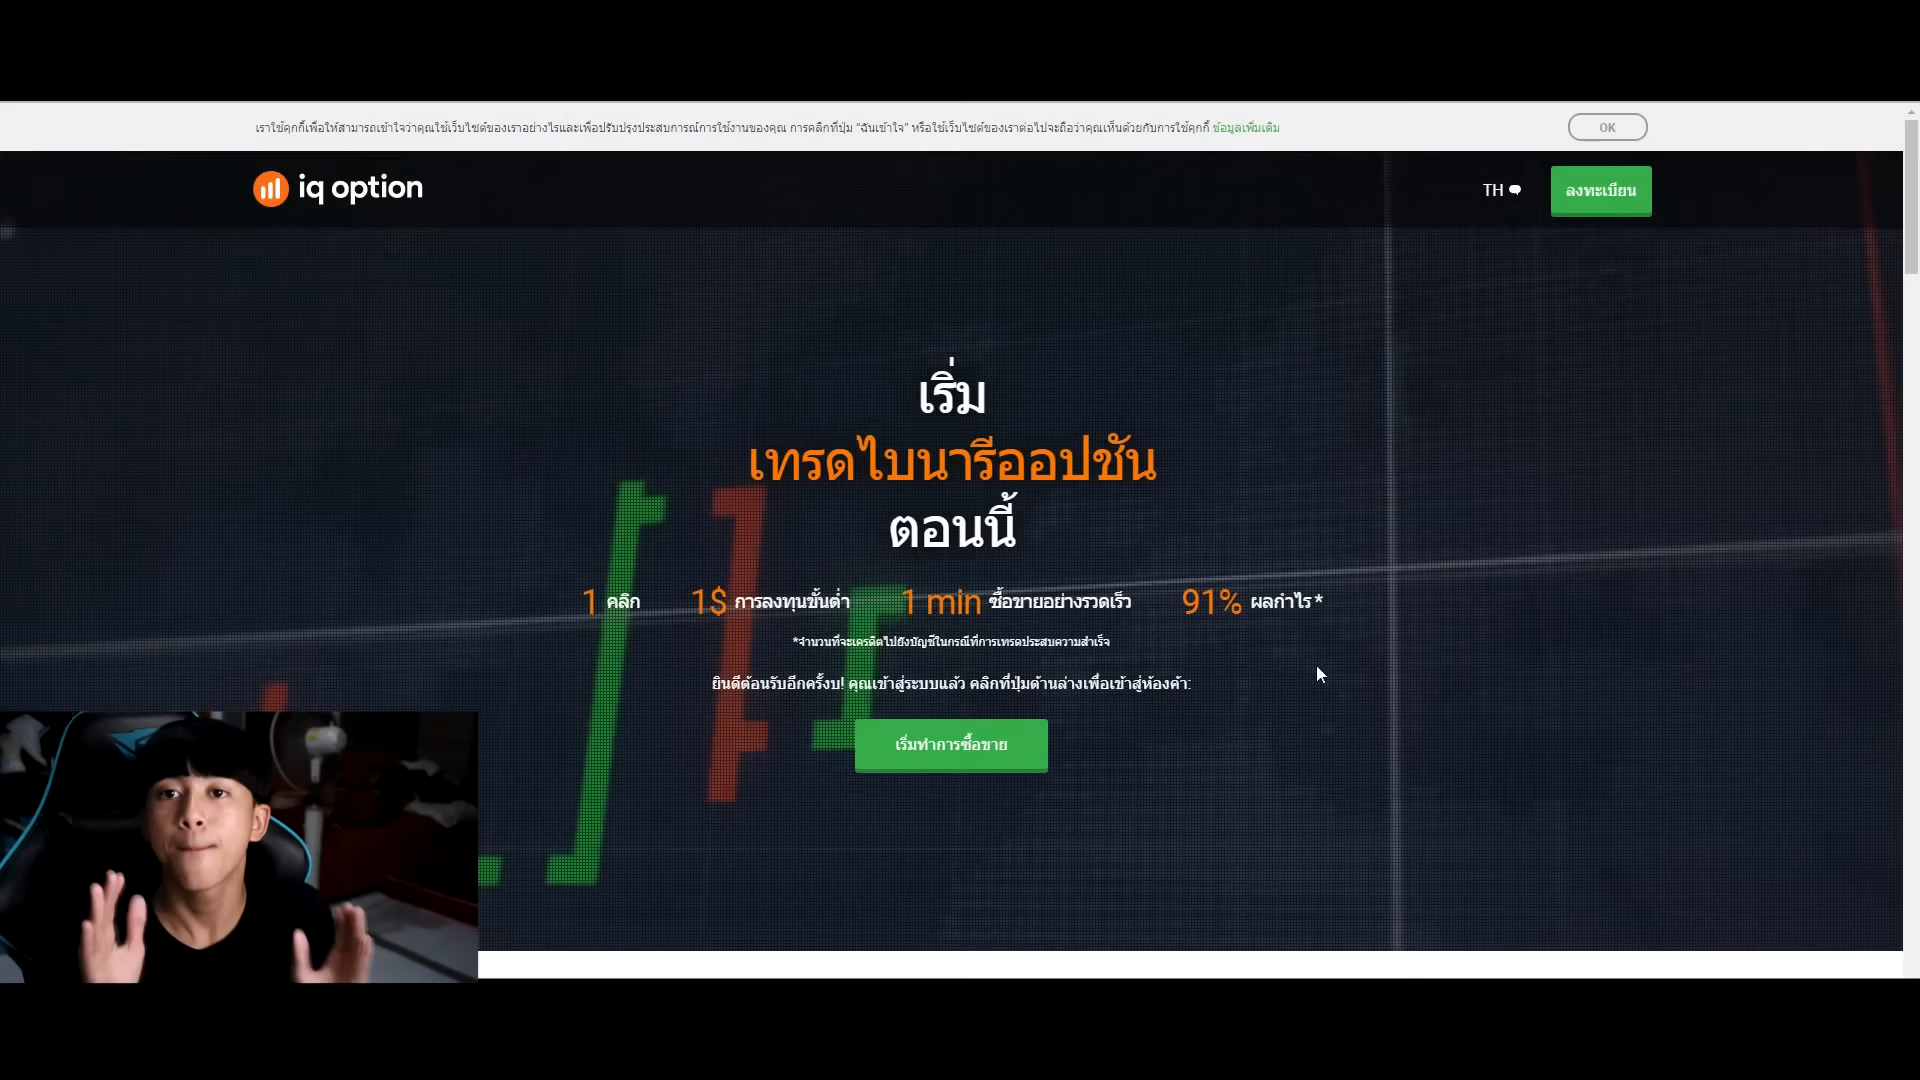 เราใช้คุกกี้เพื่อให้สามารถเข้าใจว่าคุณใช้เว็บไซต์ของเราอย่างไรและเพื่อปรับปรุงประสบการณ์การใช้งานของคุณ การคลิกที่ปุ่ม "ฉันเข้าใจ" หรือใช้เว็บไซต์ของเราต่อไปจะถือว่าคุณเห็นด้วยกับการใช้คุกกี้ ข้อมูลเพิ่มเติม
OK
iq option
TH
ลงทะเบียน
เริ่ม
เทรดไบนารีออปชัน
ตอนนี้
1 คลิก 1$ การลงทุนขั้นต่ำ 1 min ซื้อขายอย่างรวดเร็ว 91% ผลกำไร*
*จำนวนที่จะเครดิตไปยังบัญชีในกรณีที่การเทรดประสบความสำเร็จ
ยินดีต้อนรับอีกครั้งบ! คุณเข้าสู่ระบบแล้ว คลิกที่ปุ่มด้านล่างเพื่อเข้าสู่ห้องค้า:
เริ่มทำการซื้อขาย